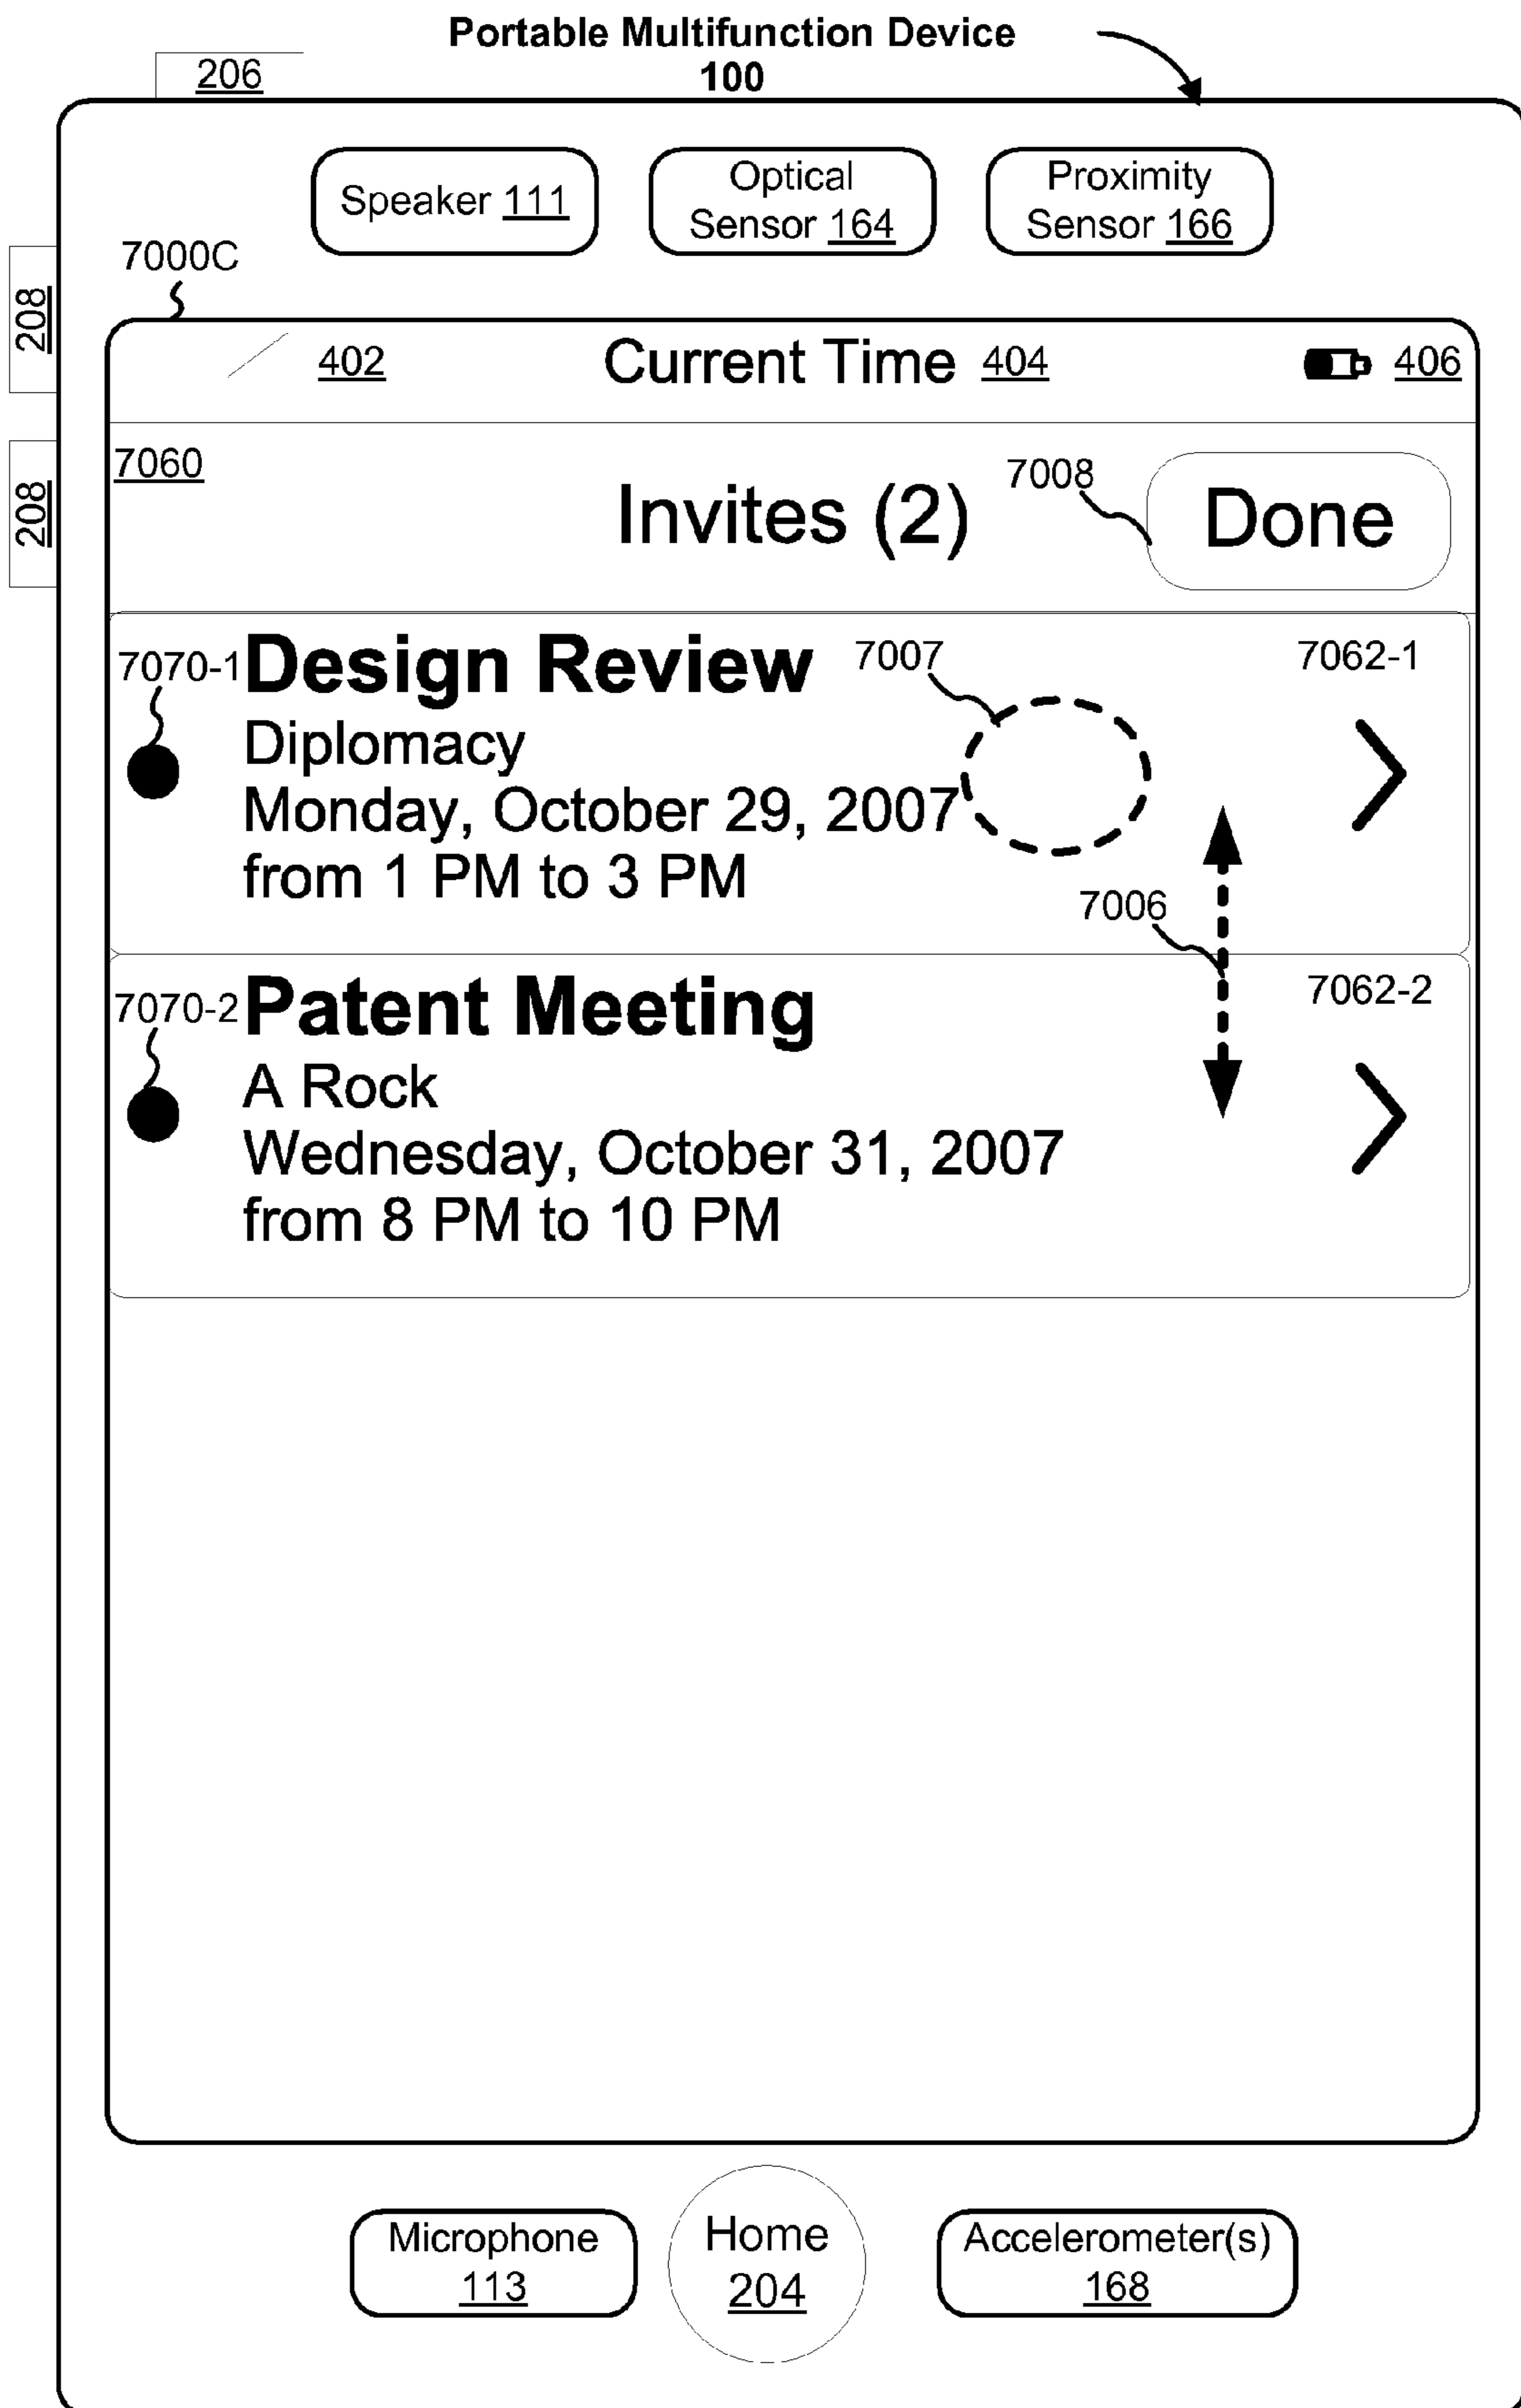 Portable Multifunction Device
100
206
Speaker 111
Optical
Sensor 164
Proximity
Sensor 166
7000C
208
402
Current Time 404
406
208
7060
Invites (2)
7008
Done
7070-1
Design Review
7007
7062-1
Diplomacy
Monday, October 29, 2007
from 1 PM to 3 PM
7006
7070-2
Patent Meeting
7062-2
A Rock
Wednesday, October 31, 2007
from 8 PM to 10 PM
Microphone
113
Home
204
Accelerometer(s)
168